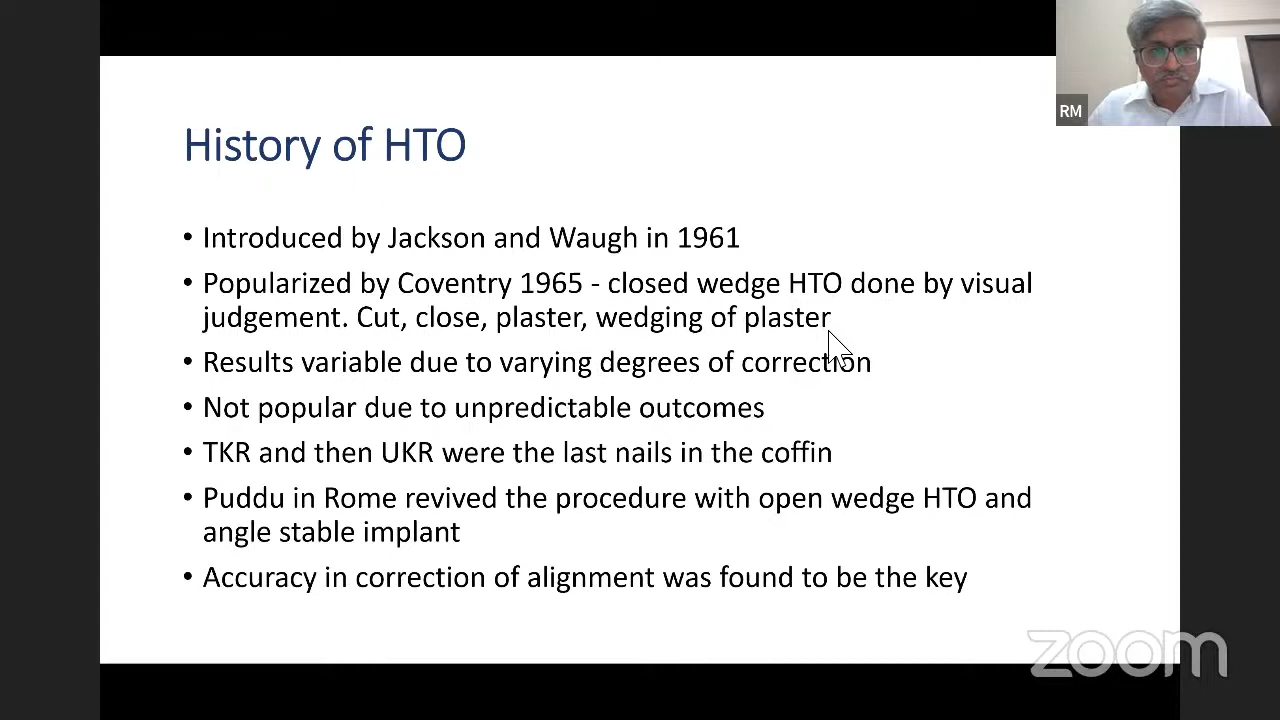 RM
History of HTO
• Introduced by Jackson and Waugh in 1961
• Popularized by Coventry 1965 - closed wedge HTO done by visual
judgement. Cut, close, plaster, wedging of plaster
• Results variable due to varying degrees of correction
• Not popular due to unpredictable outcomes
• TKR and then UKR were the last nails in the coffin
• Puddu in Rome revived the procedure with open wedge HTO and
angle stable implant
• Accuracy in correction of alignment was found to be the key
zoom